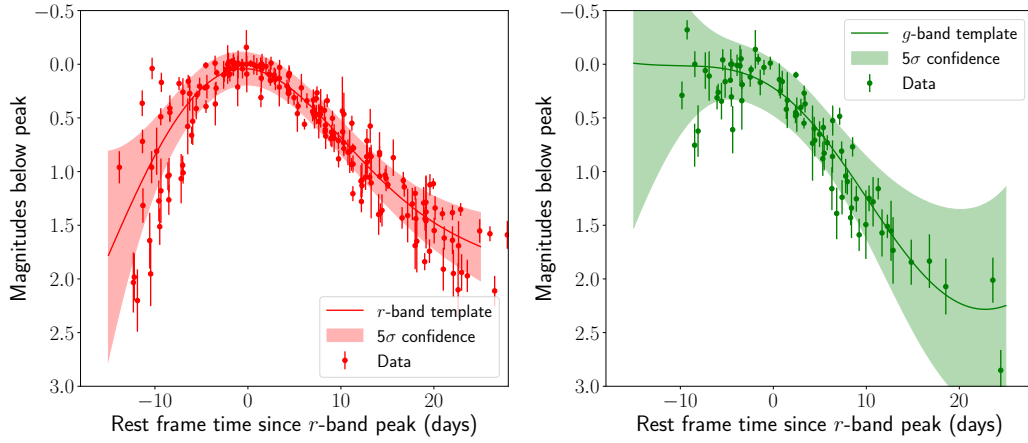 −0.5
0.0
0.5
1.0
1.5
2.0
2.5
3.0
Magnitudes below peak
−10
0
10
20
Rest frame time since r-band peak (days)
r-band template
5σ confidence
Data
−0.5
0.0
0.5
1.0
1.5
2.0
2.5
3.0
Magnitudes below peak
−10
0
10
20
Rest frame time since r-band peak (days)
g-band template
5σ confidence
Data